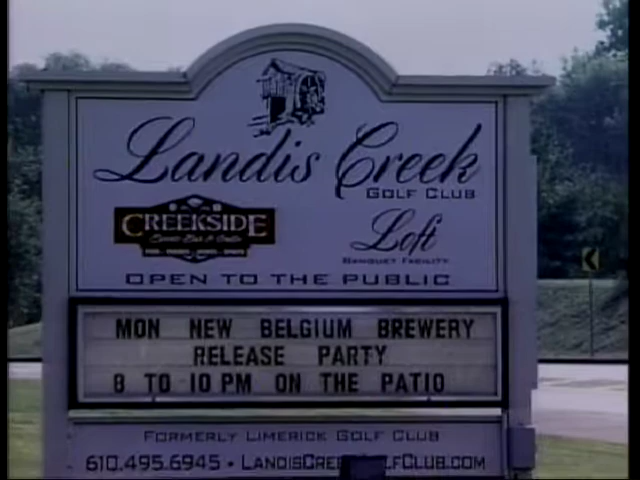 Landis Creek
GOLF CLUB
CREEKSIDE
Loft
BANQUET FACILITY
OPEN TO THE PUBLIC
MON NEW BELGIUM BREWERY
RELEASE PARTY
8 TO 10 PM ON THE PATIO
FORMERLY LIMERICK GOLF CLUB
610.495.6945 •